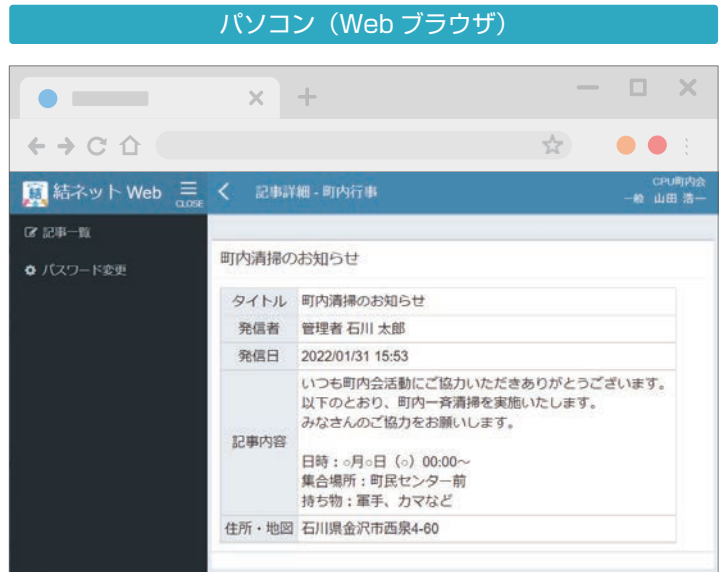 パソコン（Web ブラウザ）
結ネット Web
CLOSE
記事詳細 - 町内行事
CPU町内会
一般 山田 浩一
記事一覧
パスワード変更
町内清掃のお知らせ
タイトル 町内清掃のお知らせ
発信者 管理者 石川 太郎
発信日 2022/01/31 15:53
記事内容
いつも町内会活動にご協力いただきありがとうございます。
以下のとおり、町内一斉清掃を実施いたします。
みなさんのご協力をお願いします。
日時：○月○日（○）00:00～
集合場所：町民センター前
持ち物：軍手、カマなど
住所・地図 石川県金沢市西泉4-60